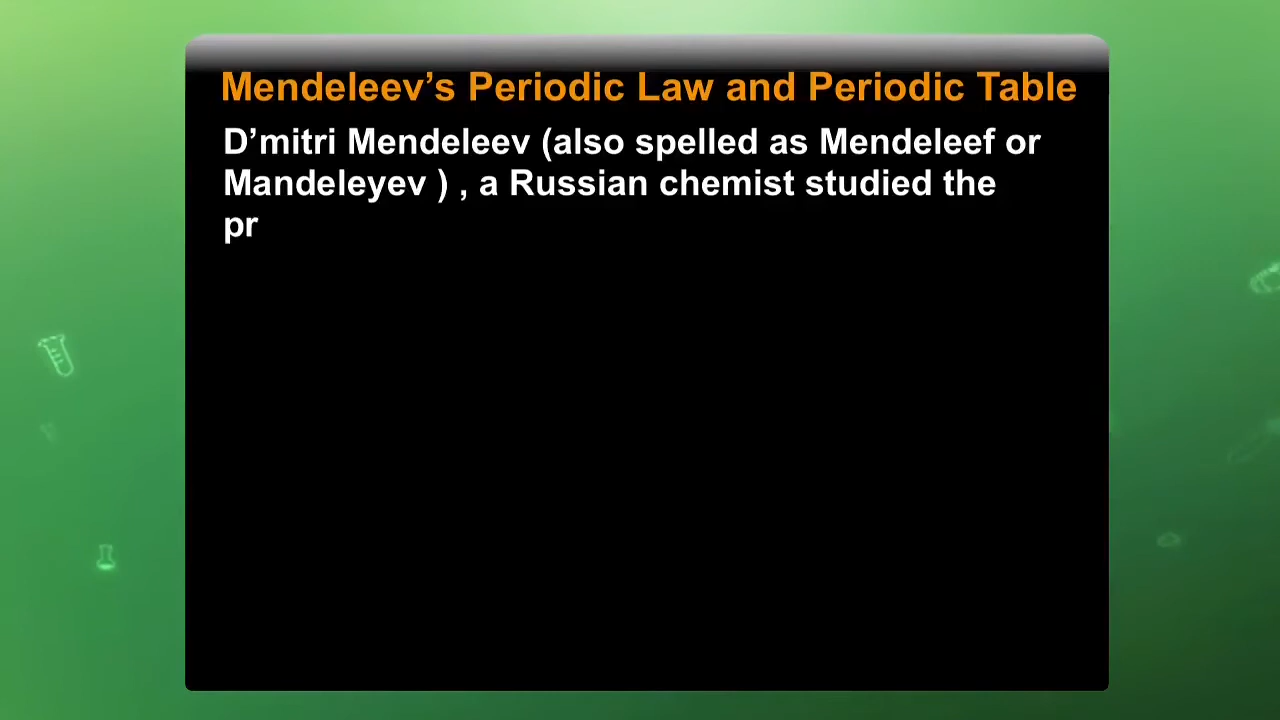 Mendeleev’s Periodic Law and Periodic Table
D’mitri Mendeleev (also spelled as Mendeleef or
Mandeleyev ) , a Russian chemist studied the
pr